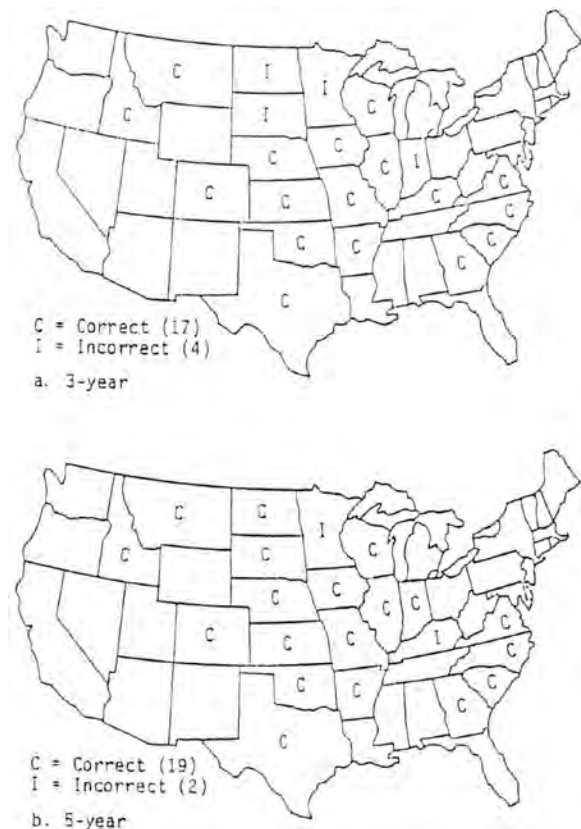 C I I
C I C
C C
C I
C C C C C
C
C C C
C
C
C = Correct (17)
I = Incorrect (4)
a. 3-year
C C I
C C C
C C
C C
C C C I C
C
C C C
C
C
C = Correct (19)
I = Incorrect (2)
b. 5-year